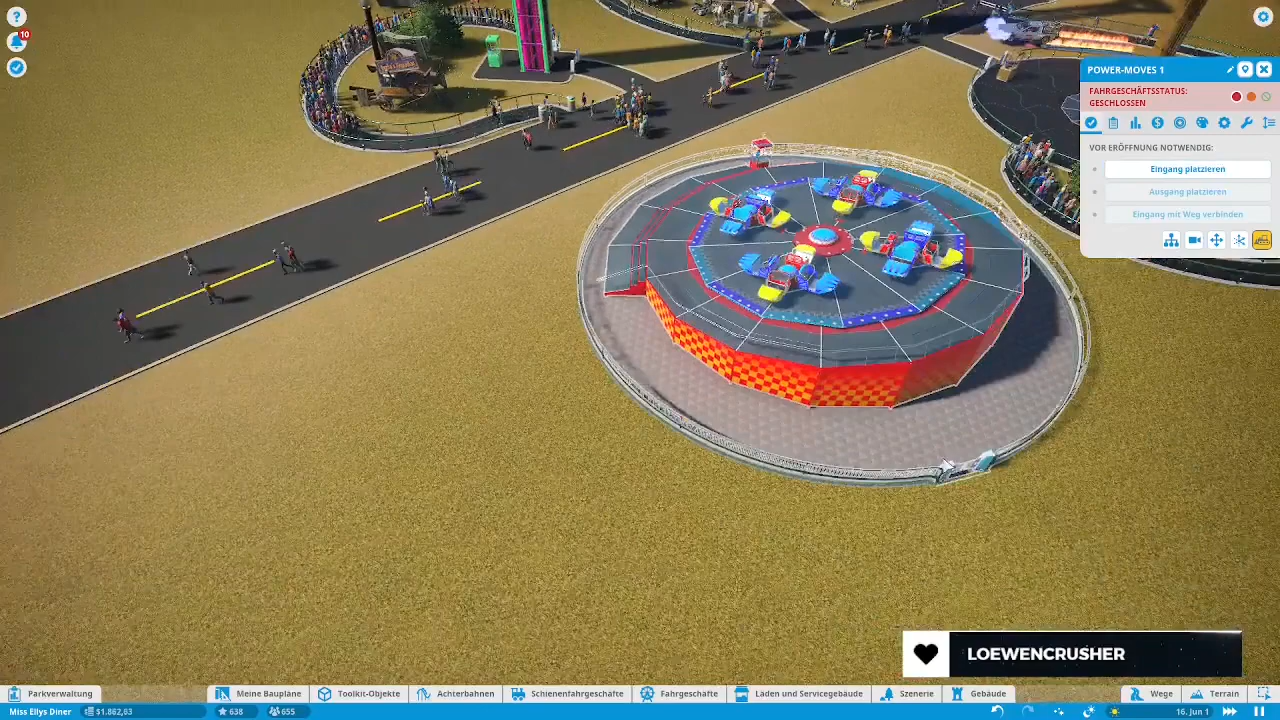 10
POWER-MOVES 1
FAHRGESCHÄFTSSTATUS:
GESCHLOSSEN
VOR ERÖFFNUNG NOTWENDIG:
Eingang platzieren
Ausgang platzieren
Eingang mit Weg verbinden
LOEWENCRUSHER
Parkverwaltung
Meine Baupläne
Toolkit-Objekte
Achterbahnen
Schienenfahrgeschäfte
Fahrgeschäfte
Läden und Servicegebäude
Szenerie
Gebäude
Wege
Terrain
Miss Ellys Diner
$1.862,63
638
655
16. Jun 1